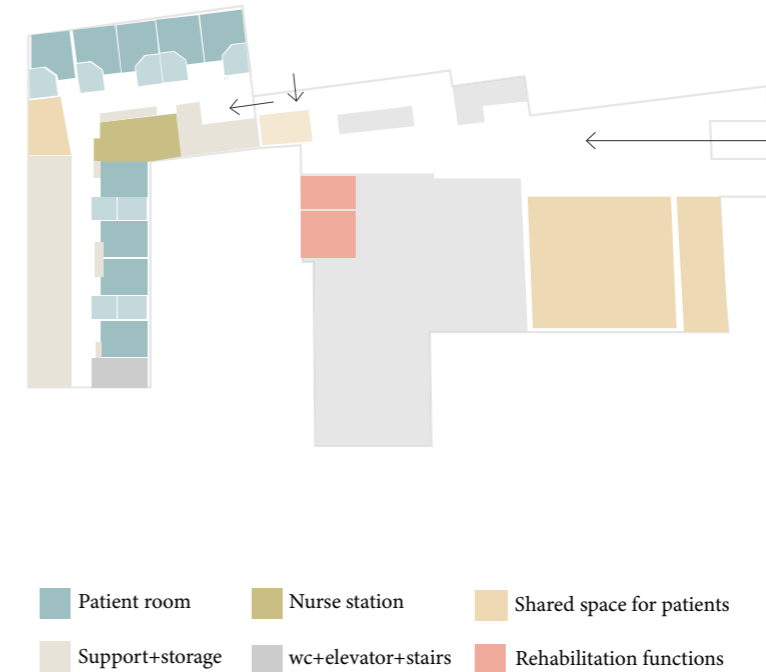 Patient room
Nurse station
Shared space for patients
Support+storage
wc+elevator+stairs
Rehabilitation functions